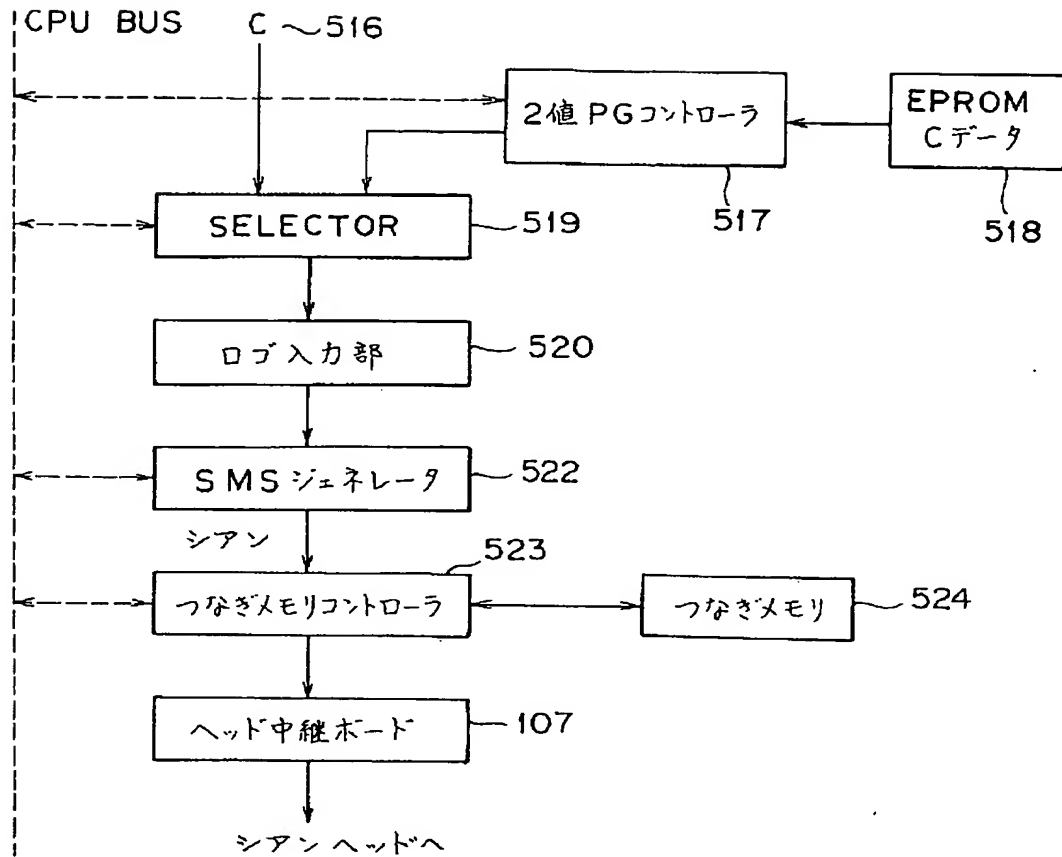 CPU BUS
C ~516
2値 PGコントローラ
EPROM
Cデータ
517
518
SELECTOR
519
ロゴ入力部
520
SMSジェネレータ
522
シアン
523
つなぎメモリコントローラ
つなぎメモリ
524
ヘッド中継ボード
107
シアンヘッドへ